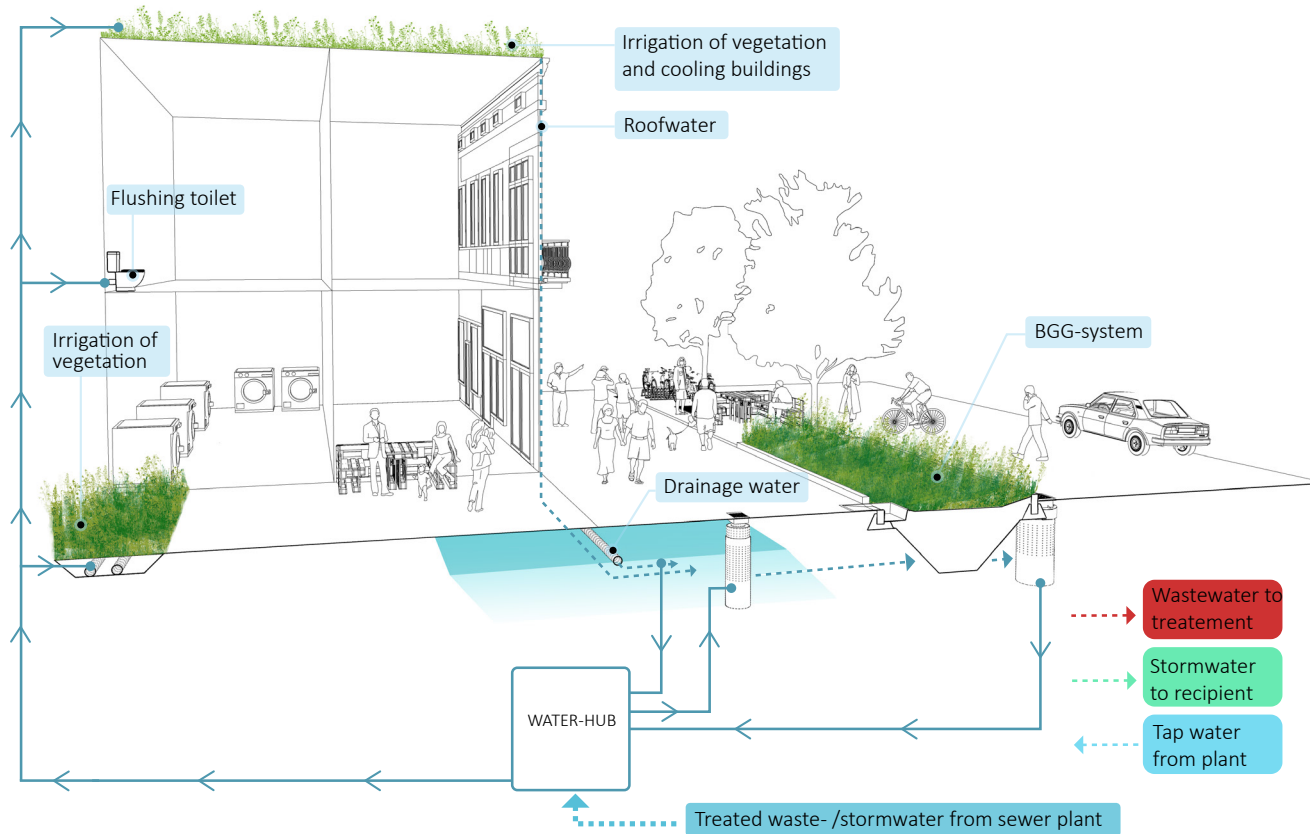 Irrigation of vegetation
and cooling buildings
Roofwater
Flushing toilet
Irrigation of
vegetation
BGG-system
Drainage water
Wastewater to
treatement
Stormwater
to recipient
Tap water
from plant
WATER-HUB
Treated waste- /stormwater from sewer plant